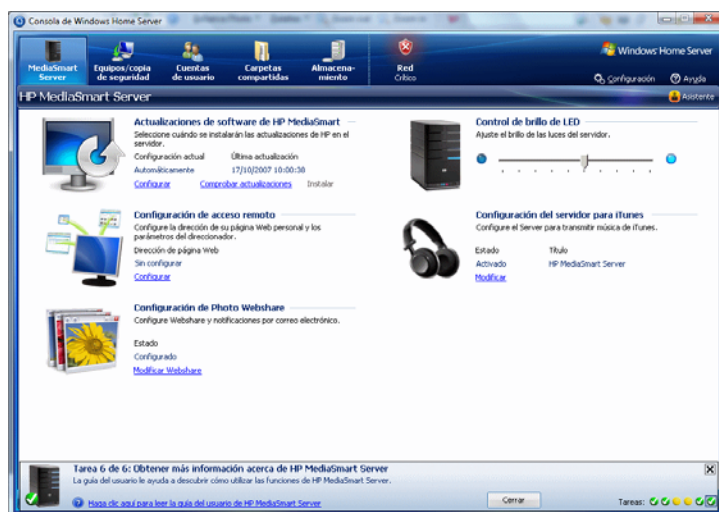 Consola de Windows Home Server
MediaSmart Server
Equipos/copia de seguridad
Cuentas de usuario
Carpetas compartidas
Almacena-miento
Red
Crítico
Windows Home Server
Configuración
Ayuda
HP MediaSmart Server
Asistente
Actualizaciones de software de HP MediaSmart
Seleccione cuándo se instalarán las actualizaciones de HP en el
servidor.
Configuración actual Última actualización
Automáticamente 17/10/2007 10:00:38
Configurar Comprobar actualizaciones Instalar
Control de brillo de LED
Ajuste el brillo de las luces del servidor.
Configuración de acceso remoto
Configure la dirección de su página Web personal y los
parámetros del direccionador.
Dirección de página Web
Sin configurar
Configurar
Configuración del servidor para iTunes
Configure el Server para transmitir música de iTunes.
Estado Título
Activado HP MediaSmart Server
Modificar
Configuración de Photo Webshare
Configure Webshare y notificaciones por correo electrónico.
Estado
Configurado
Modificar Webshare
Tarea 6 de 6: Obtener más información acerca de HP MediaSmart Server
La guía del usuario le ayuda a descubrir cómo utilizar las funciones de HP MediaSmart Server.
Haga clic aquí para leer la guía del usuario de HP MediaSmart Server
Cerrar
Tareas: